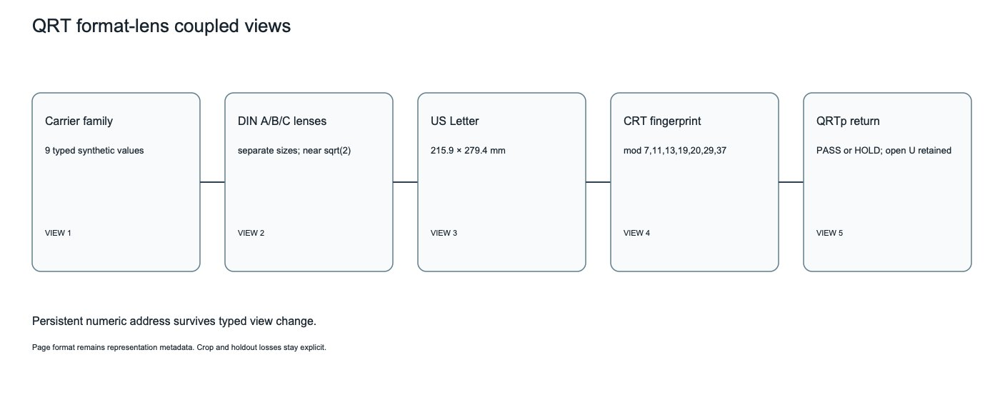 QRT format-lens coupled views
Carrier family
9 typed synthetic values
VIEW 1
DIN A/B/C lenses
separate sizes; near sqrt(2)
VIEW 2
US Letter
215.9 × 279.4 mm
VIEW 3
CRT fingerprint
mod 7,11,13,19,20,29,37
VIEW 4
QRTp return
PASS or HOLD; open U retained
VIEW 5
Persistent numeric address survives typed view change.
Page format remains representation metadata. Crop and holdout losses stay explicit.